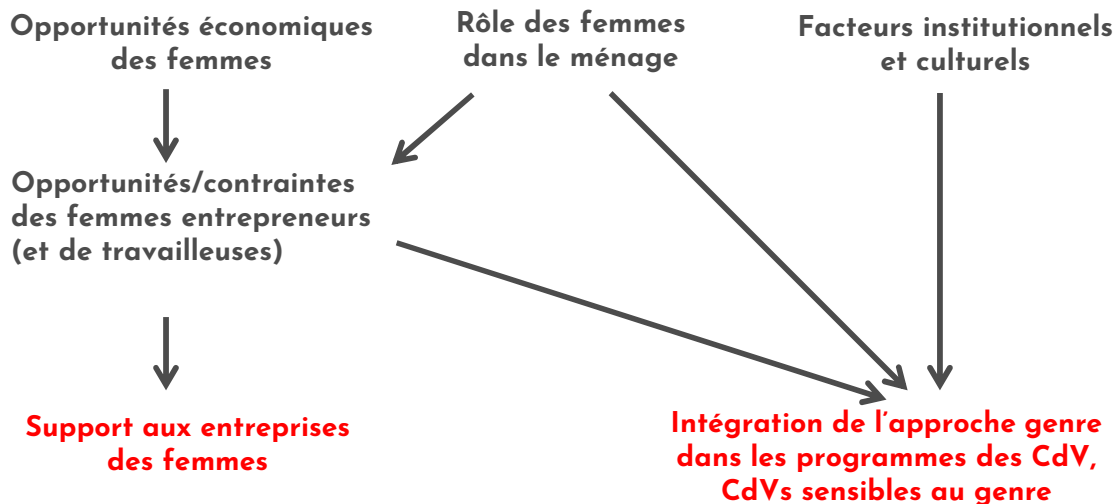 Opportunités économiques
des femmes
Rôle des femmes
dans le ménage
Facteurs institutionnels
et culturels
Opportunités/contraintes
des femmes entrepreneurs
(et de travailleuses)
Support aux entreprises
des femmes
Intégration de l’approche genre
dans les programmes des CdV,
CdVs sensibles au genre